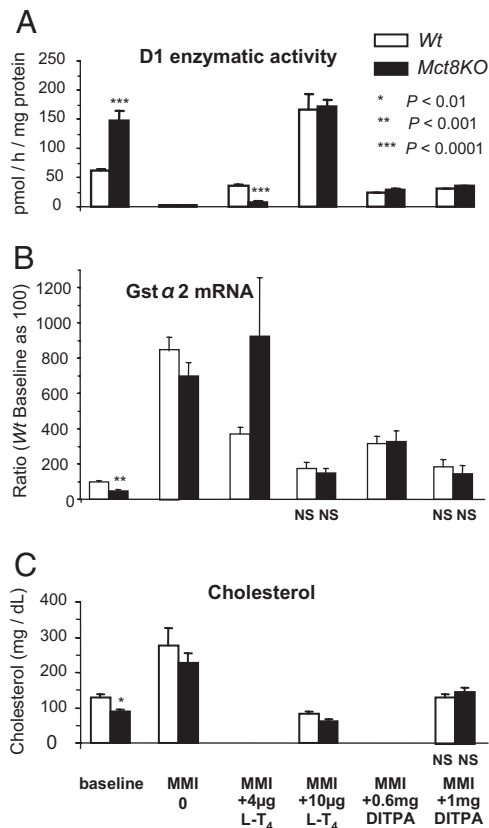 A
D1 enzymatic activity
Wt
Mct8KO
* P < 0.01
** P < 0.001
*** P < 0.0001
pmol / h / mg protein
250
200
150
100
50
0
***
***
B
Gst α 2 mRNA
Ratio (Wt Baseline as 100)
1200
1000
800
600
400
200
0
**
NS NS
NS NS
C
Cholesterol
Cholesterol (mg / dL)
400
300
200
100
0
*
NS NS
baseline
MMI
0
MMI
+4µg
L-T4
MMI
+10µg
L-T4
MMI
+0.6mg
DITPA
MMI
+1mg
DITPA